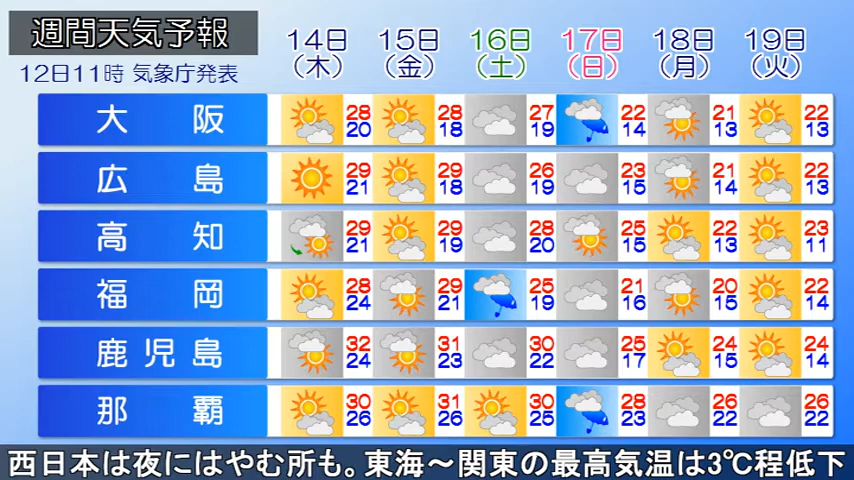 週間天気予報
12日11時 気象庁発表
14日 15日 16日 17日 18日 19日
（木） （金） （土） （日） （月） （火）
大阪 28 20 28 18 27 19 22 14 21 13 22 13
広島 29 21 29 18 26 19 23 15 21 14 22 13
高知 29 21 29 19 28 20 25 15 22 13 23 11
福岡 28 24 29 21 25 19 21 16 20 15 22 14
鹿児島 32 24 31 23 30 22 25 17 24 15 24 14
那覇 30 26 31 26 30 25 28 23 26 22 26 22
西日本は夜にはやむ所も。東海～関東の最高気温は3℃程低下